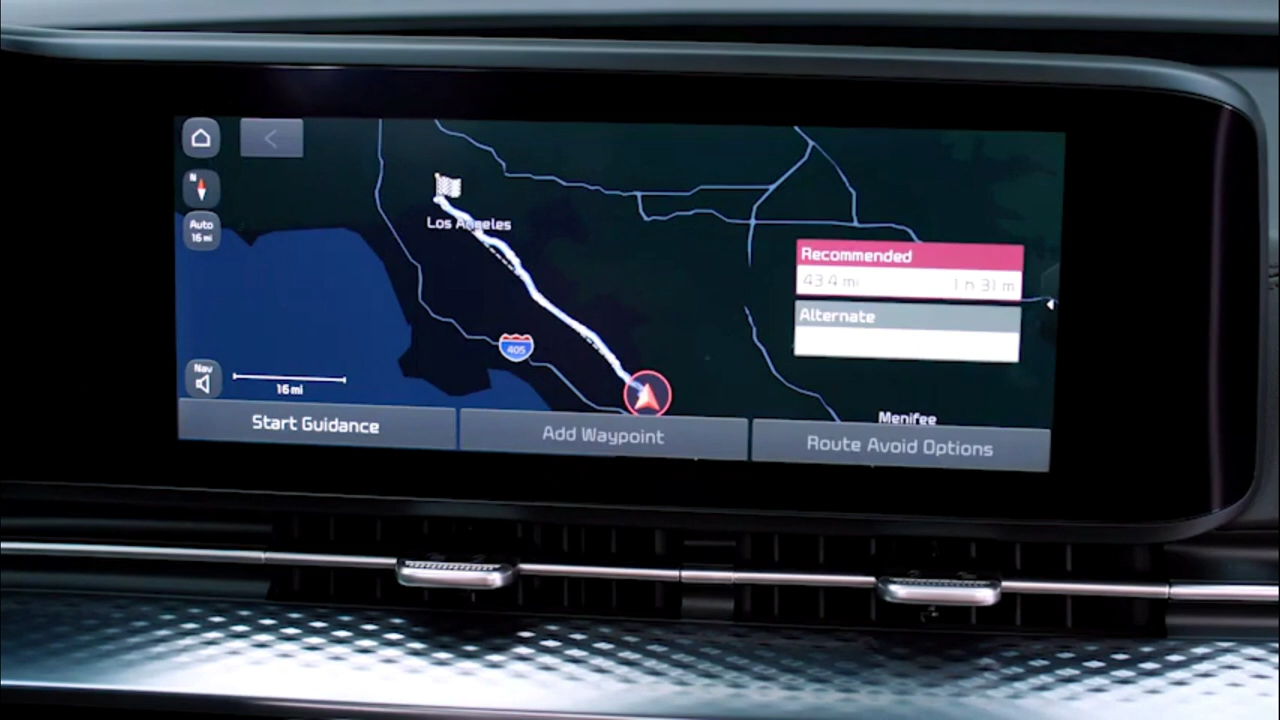 N
Auto
16 mi
Los Angeles
Recommended
43.4 mi 1 h 31 m
Alternate
405
Nav
16 mi
Menifee
Start Guidance
Add Waypoint
Route Avoid Options